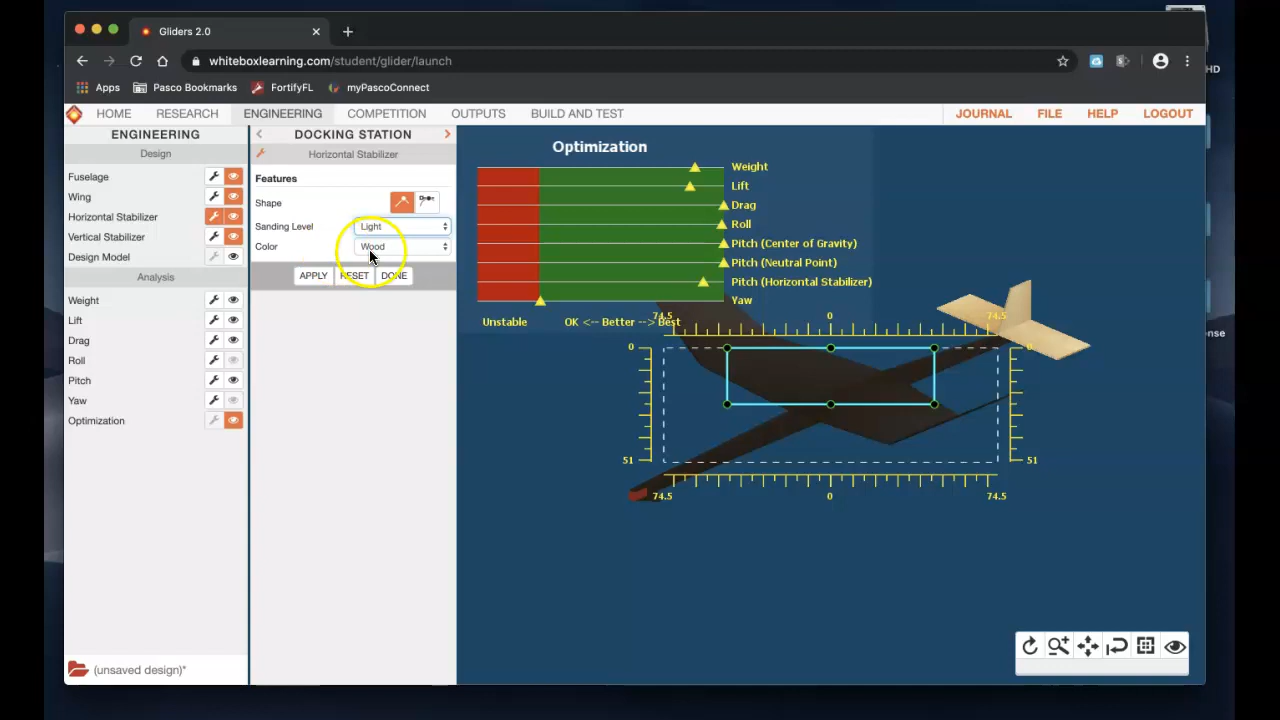 Gliders 2.0
whiteboxlearning.com/student/glider/launch
Apps Pasco Bookmarks FortifyFL myPascoConnect
HD
HOME RESEARCH ENGINEERING COMPETITION OUTPUTS BUILD AND TEST JOURNAL FILE HELP LOGOUT
ENGINEERING
Design
Fuselage
Wing
Horizontal Stabilizer
Vertical Stabilizer
Design Model
Analysis
Weight
Lift
Drag
Roll
Pitch
Yaw
Optimization
(unsaved design)*
DOCKING STATION
Horizontal Stabilizer
Features
Shape
Sanding Level Light
Color Wood
APPLY RESET DONE
Optimization
Weight
Lift
Drag
Roll
Pitch (Center of Gravity)
Pitch (Neutral Point)
Pitch (Horizontal Stabilizer)
Yaw
Unstable OK <-- Better --> Best
74.5 0 74.5
0 0
51 51
74.5 0 74.5
nse